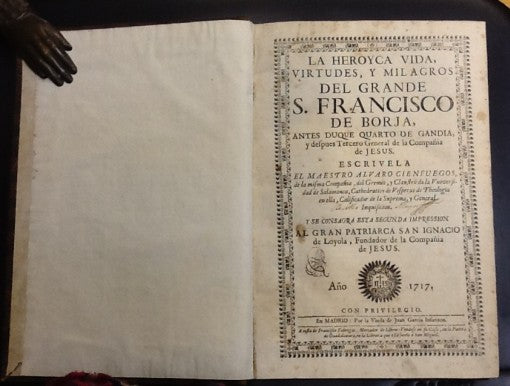 LA HEROYCA VIDA,
VIRTUDES, Y MILAGROS
DEL GRANDE
S. FRANCISCO
DE BORJA,
ANTES DUQUE QUARTO DE GANDIA,
y despues Tercero General de la Compañia
de JESUS.
ESCRIVELA
EL MAESTRO ALVARO CIENFUEGOS,
de la misma Compañia, del Gremio, y Claustro de la Universi-
dad de Salamanca, Cathedratico de Visperas de Theologia
en ella, Calificador de la Suprema, y General
Inquisicion.
Y SE CONSAGRA ESTA SEGUNDA IMPRESSION
AL GRAN PATRIARCA SAN IGNACIO
de Loyola, Fundador de la Compañia
de JESUS.
Año 1717,
CON PRIVILEGIO.
En MADRID: Por la Viuda de Juan Garcia Infançon.